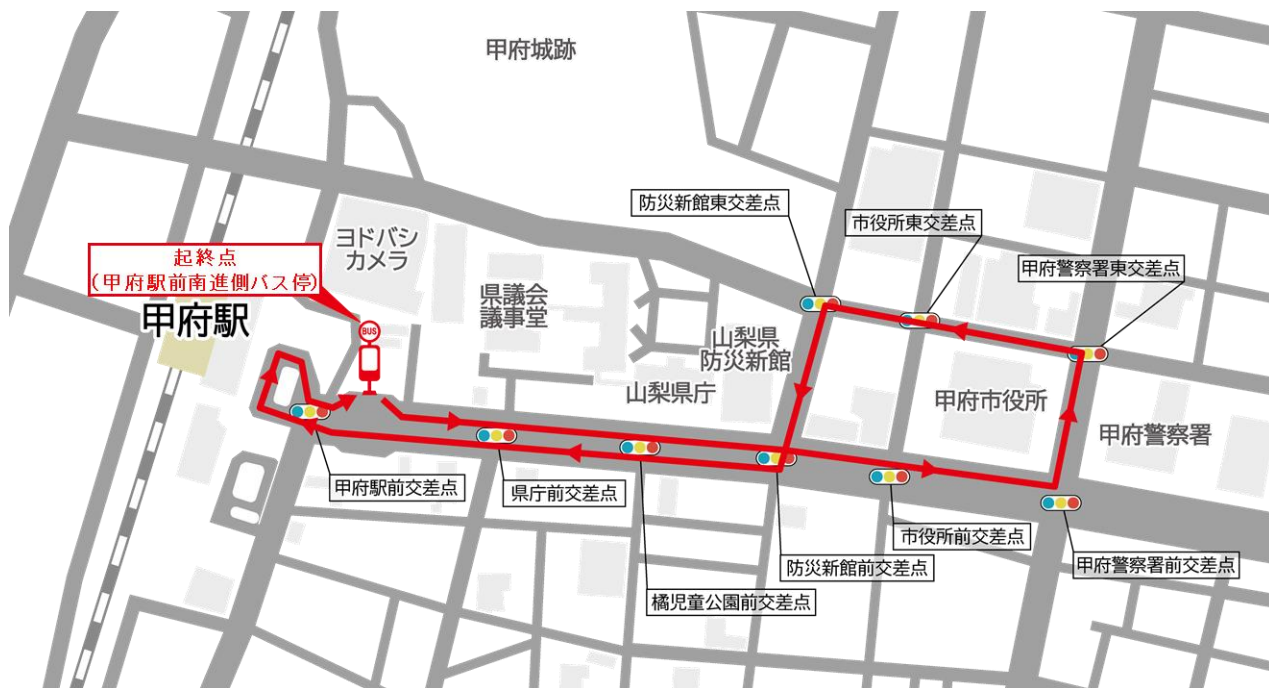 甲府城跡
防災新館東交差点
市役所東交差点
ヨドバシ
カメラ
起終点
(甲府駅前南進側バス停)
甲府警察署東交差点
県議会
議事堂
甲府駅
BUS
山梨県
防災新館
山梨県庁
甲府市役所
甲府警察署
甲府駅前交差点
県庁前交差点
市役所前交差点
防災新館前交差点
甲府警察署前交差点
橘児童公園前交差点